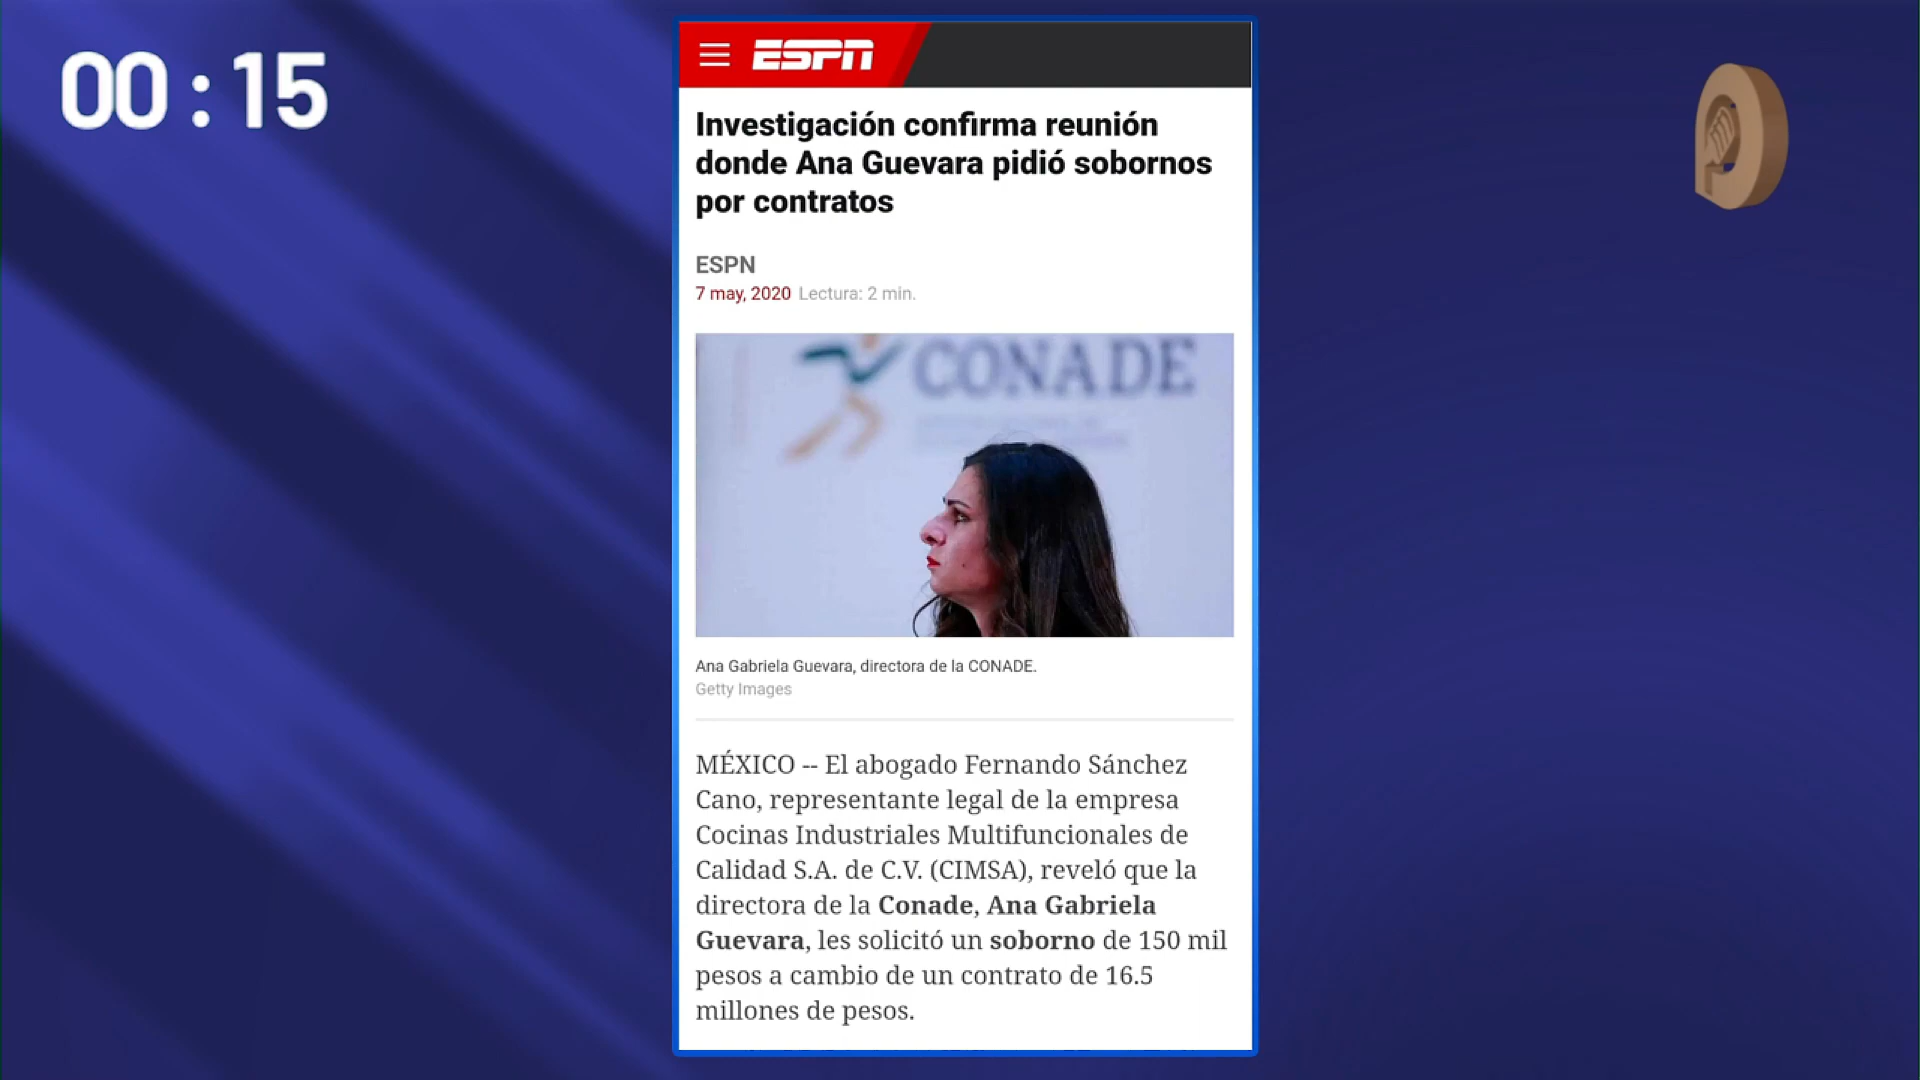 00:15
ESPN
Investigación confirma reunión
donde Ana Guevara pidió sobornos
por contratos
ESPN
7 may, 2020 Lectura: 2 min.
CONADE
Ana Gabriela Guevara, directora de la CONADE.
Getty Images
MÉXICO -- El abogado Fernando Sánchez
Cano, representante legal de la empresa
Cocinas Industriales Multifuncionales de
Calidad S.A. de C.V. (CIMSA), reveló que la
directora de la Conade, Ana Gabriela
Guevara, les solicitó un soborno de 150 mil
pesos a cambio de un contrato de 16.5
millones de pesos.